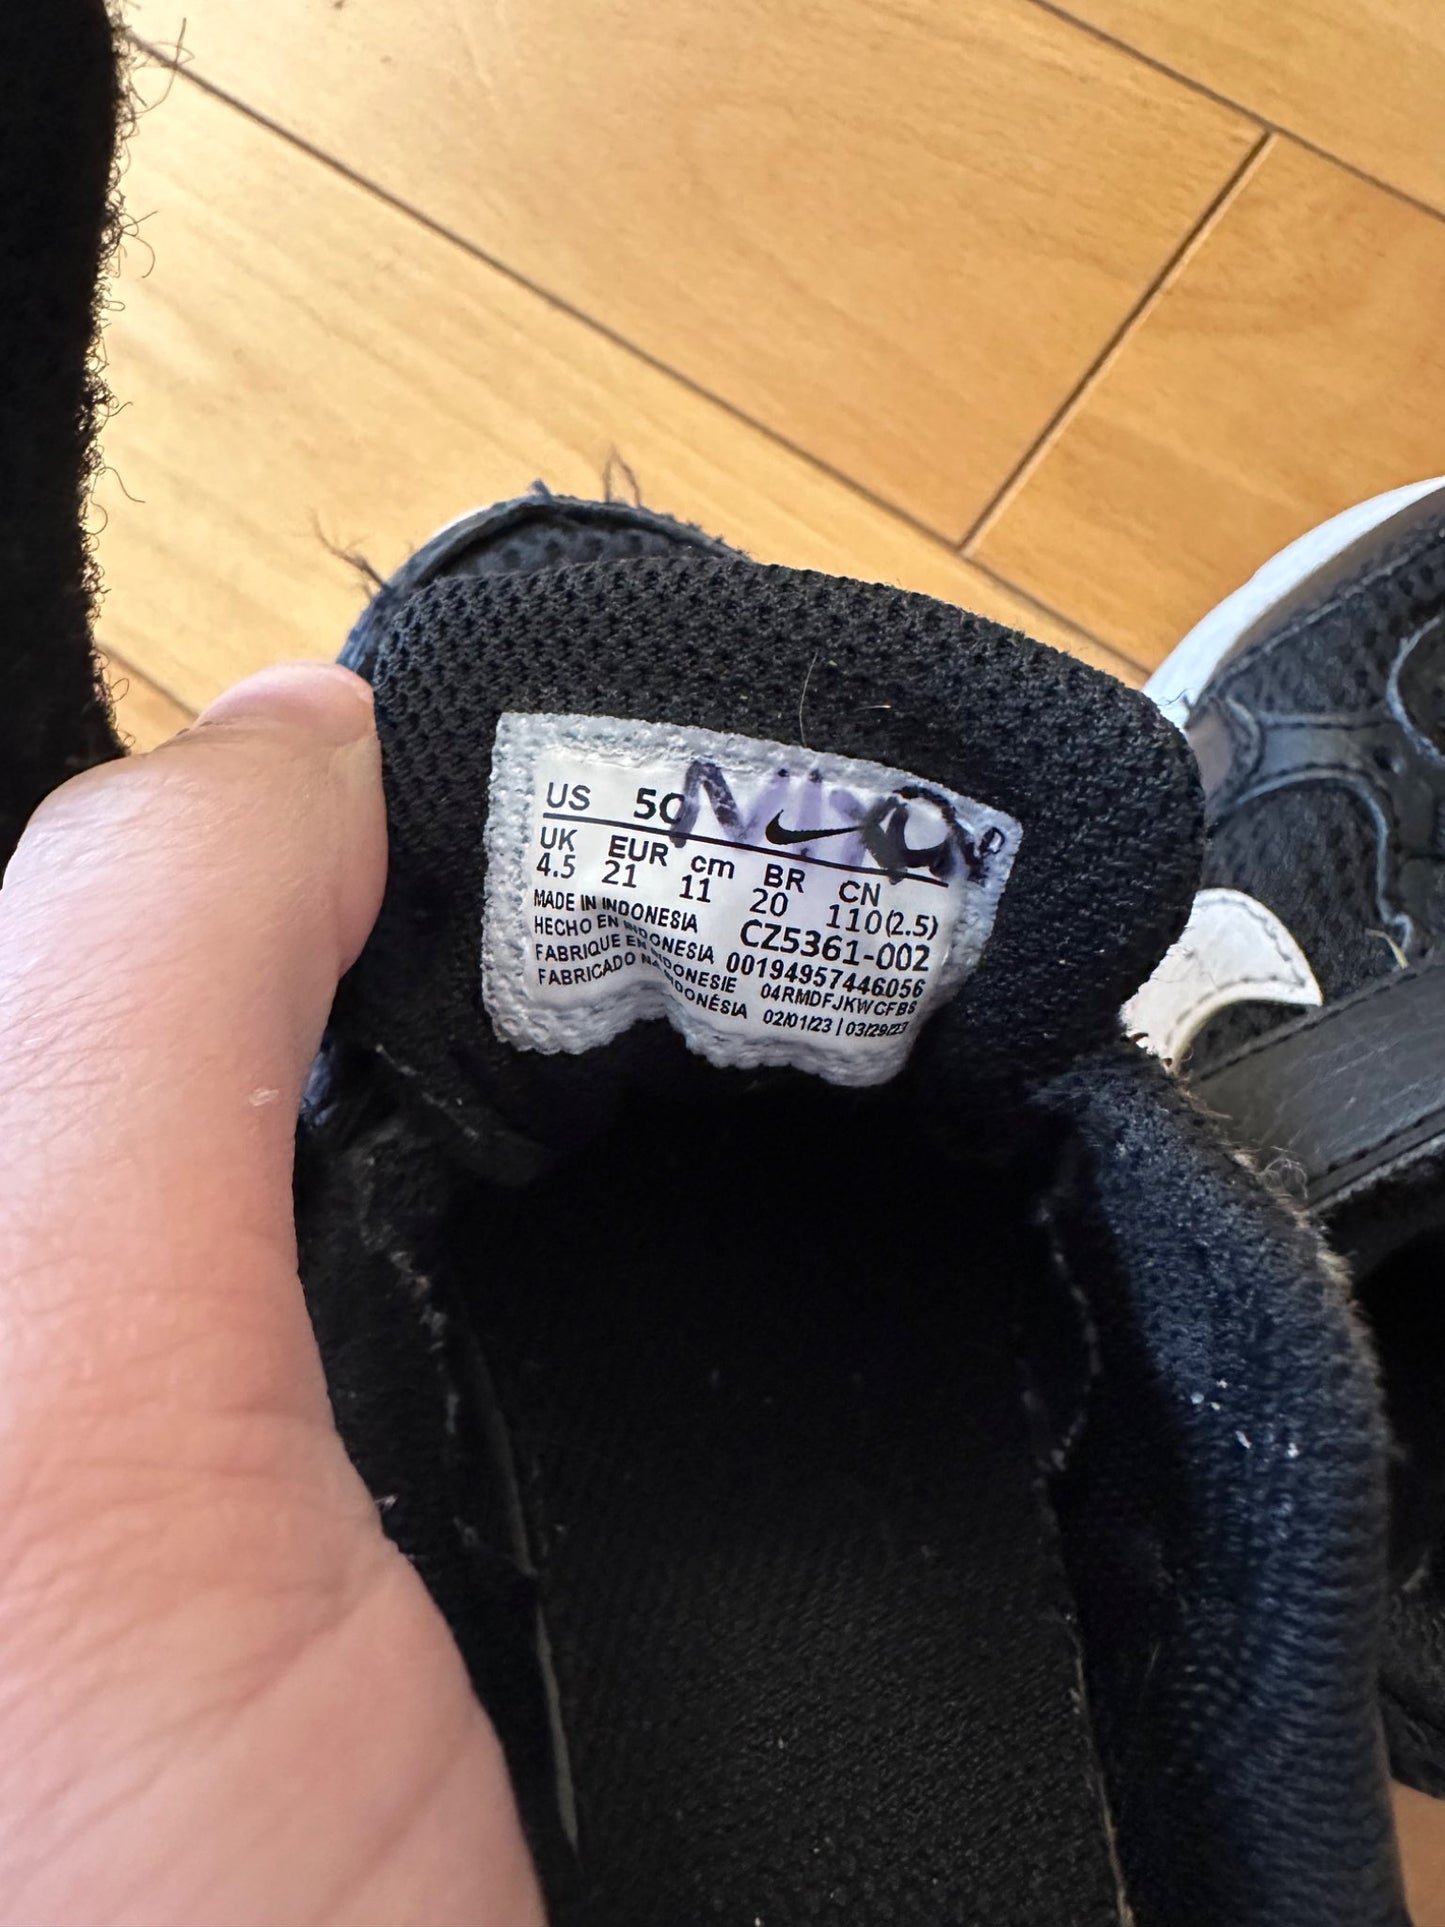 US 5C
UK EUR cm BR CN
4.5 21 11 20 110(2.5)
MADE IN INDONESIA
HECHO EN INDONESIA CZ5361-002
FABRIQUE EN INDONESIE 00194957446056
FABRICADO NA INDONÉSIA 04RMDFJKWCFBS
02/01/23 | 03/29/23